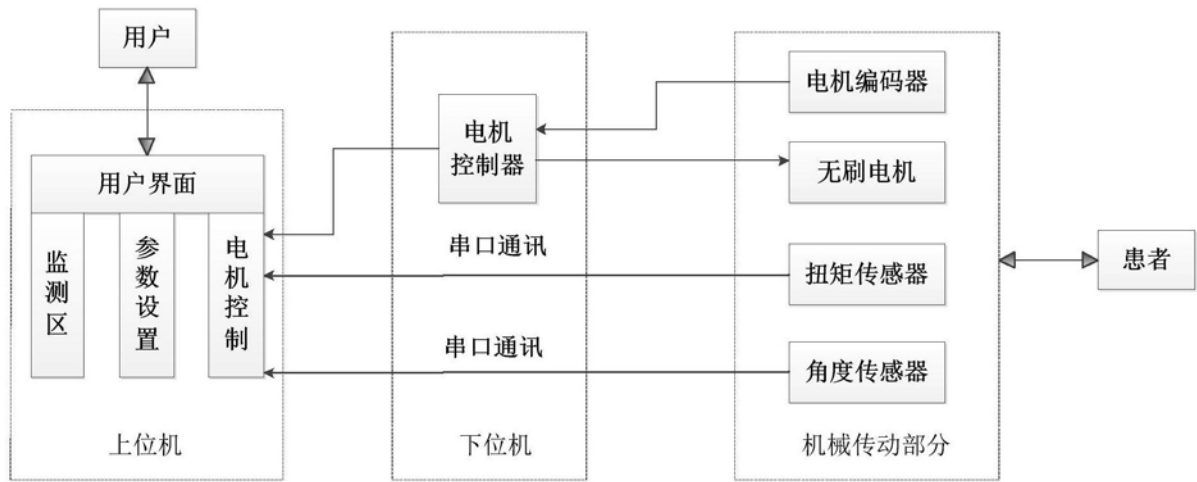 用户
用户界面
监测区
参数设置
电机控制
上位机
电机
控制器
串口通讯
串口通讯
下位机
电机编码器
无刷电机
扭矩传感器
角度传感器
机械传动部分
患者